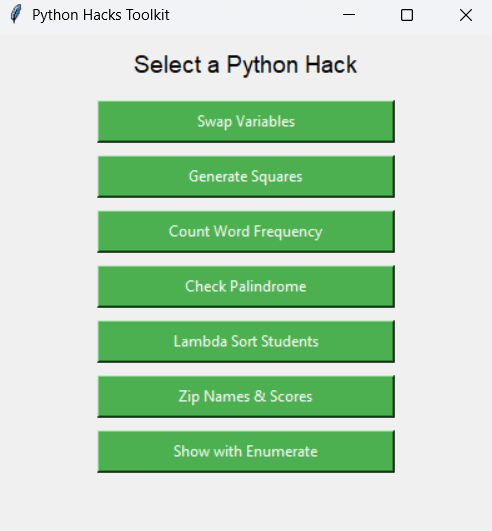 Python Hacks Toolkit
Select a Python Hack
Swap Variables
Generate Squares
Count Word Frequency
Check Palindrome
Lambda Sort Students
Zip Names & Scores
Show with Enumerate